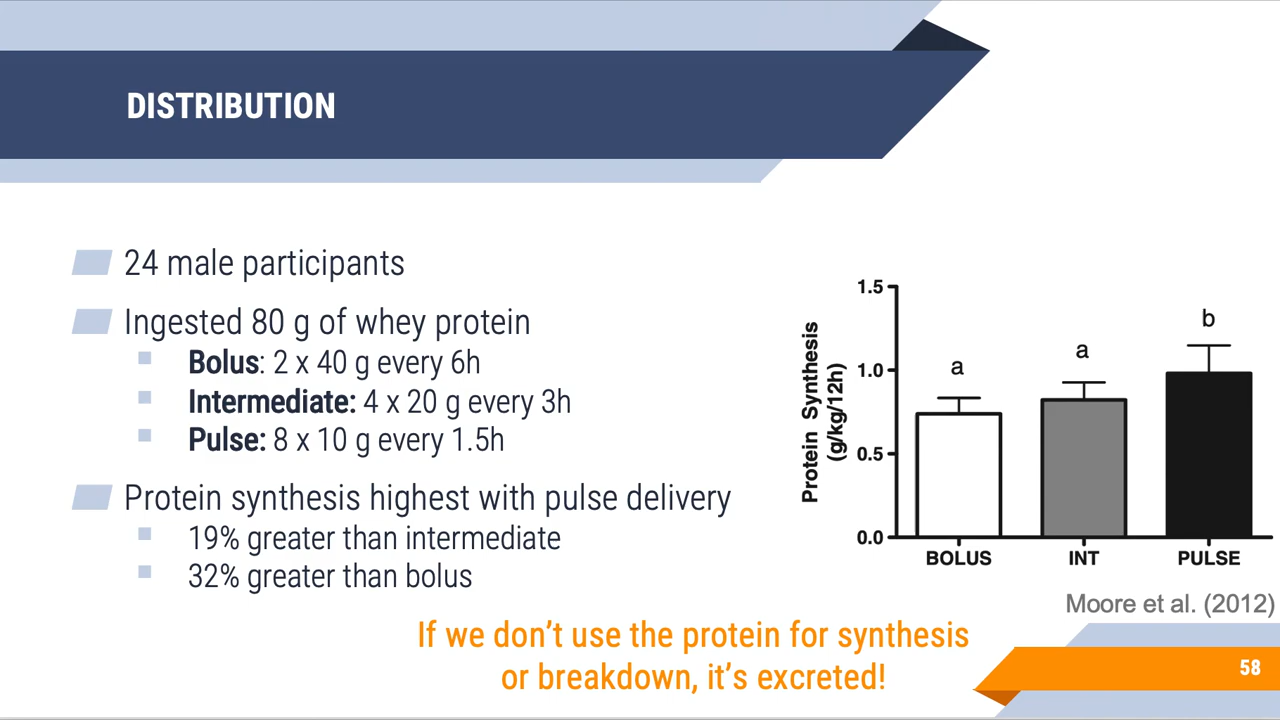 DISTRIBUTION
24 male participants
Ingested 80 g of whey protein
Bolus: 2 x 40 g every 6h
Intermediate: 4 x 20 g every 3h
Pulse: 8 x 10 g every 1.5h
Protein synthesis highest with pulse delivery
19% greater than intermediate
32% greater than bolus
Protein Synthesis
(g/kg/12h)
1.5
1.0
0.5
0.0
a
a
b
BOLUS INT PULSE
Moore et al. (2012)
If we don’t use the protein for synthesis
or breakdown, it’s excreted!
58